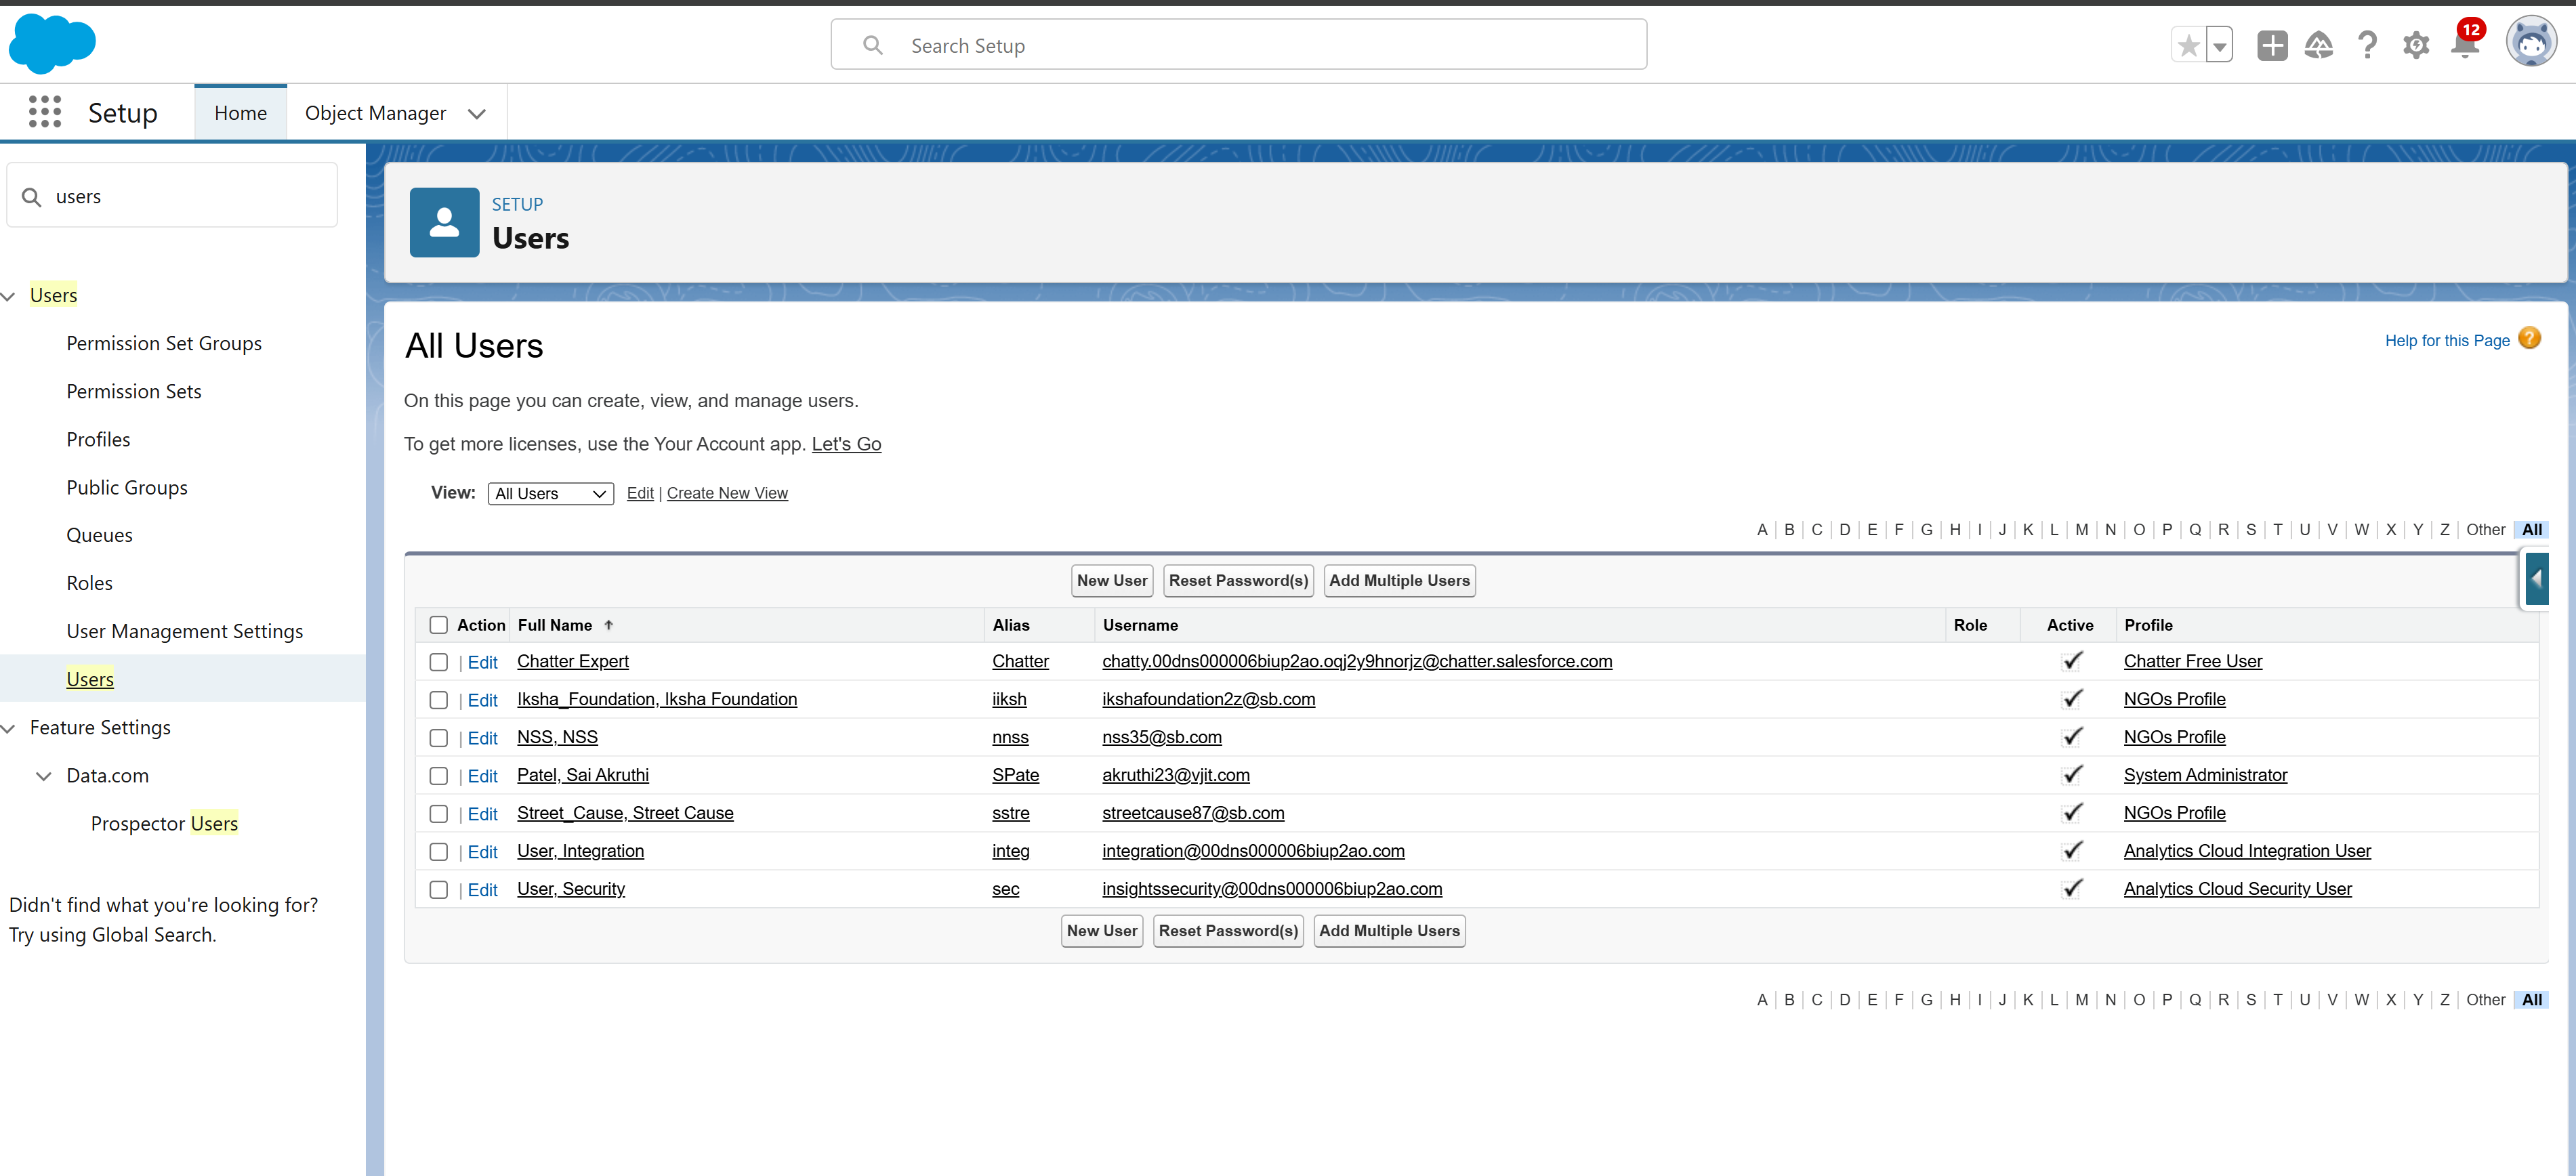 Search Setup
12
Setup
Home
Object Manager
users
SETUP
Users
Users
Permission Set Groups
Permission Sets
Profiles
Public Groups
Queues
Roles
User Management Settings
Users
Feature Settings
Data.com
Prospector Users
Didn't find what you're looking for?
Try using Global Search.
All Users
Help for this Page ?
On this page you can create, view, and manage users.
To get more licenses, use the Your Account app. Let's Go
View: All Users Edit | Create New View
A | B | C | D | E | F | G | H | I | J | K | L | M | N | O | P | Q | R | S | T | U | V | W | X | Y | Z | Other | All
New User Reset Password(s) Add Multiple Users
Action Full Name ↑ Alias Username Role Active Profile
| Edit Chatter Expert Chatter chatty.00dns000006biup2ao.oqj2y9hnorjz@chatter.salesforce.com ✓ Chatter Free User
| Edit Iksha_Foundation, Iksha Foundation iiksh ikshafoundation2z@sb.com ✓ NGOs Profile
| Edit NSS, NSS nnss nss35@sb.com ✓ NGOs Profile
| Edit Patel, Sai Akruthi SPate akruthi23@vjit.com ✓ System Administrator
| Edit Street_Cause, Street Cause sstre streetcause87@sb.com ✓ NGOs Profile
| Edit User, Integration integ integration@00dns000006biup2ao.com ✓ Analytics Cloud Integration User
| Edit User, Security sec insightssecurity@00dns000006biup2ao.com ✓ Analytics Cloud Security User
New User Reset Password(s) Add Multiple Users
A | B | C | D | E | F | G | H | I | J | K | L | M | N | O | P | Q | R | S | T | U | V | W | X | Y | Z | Other | All